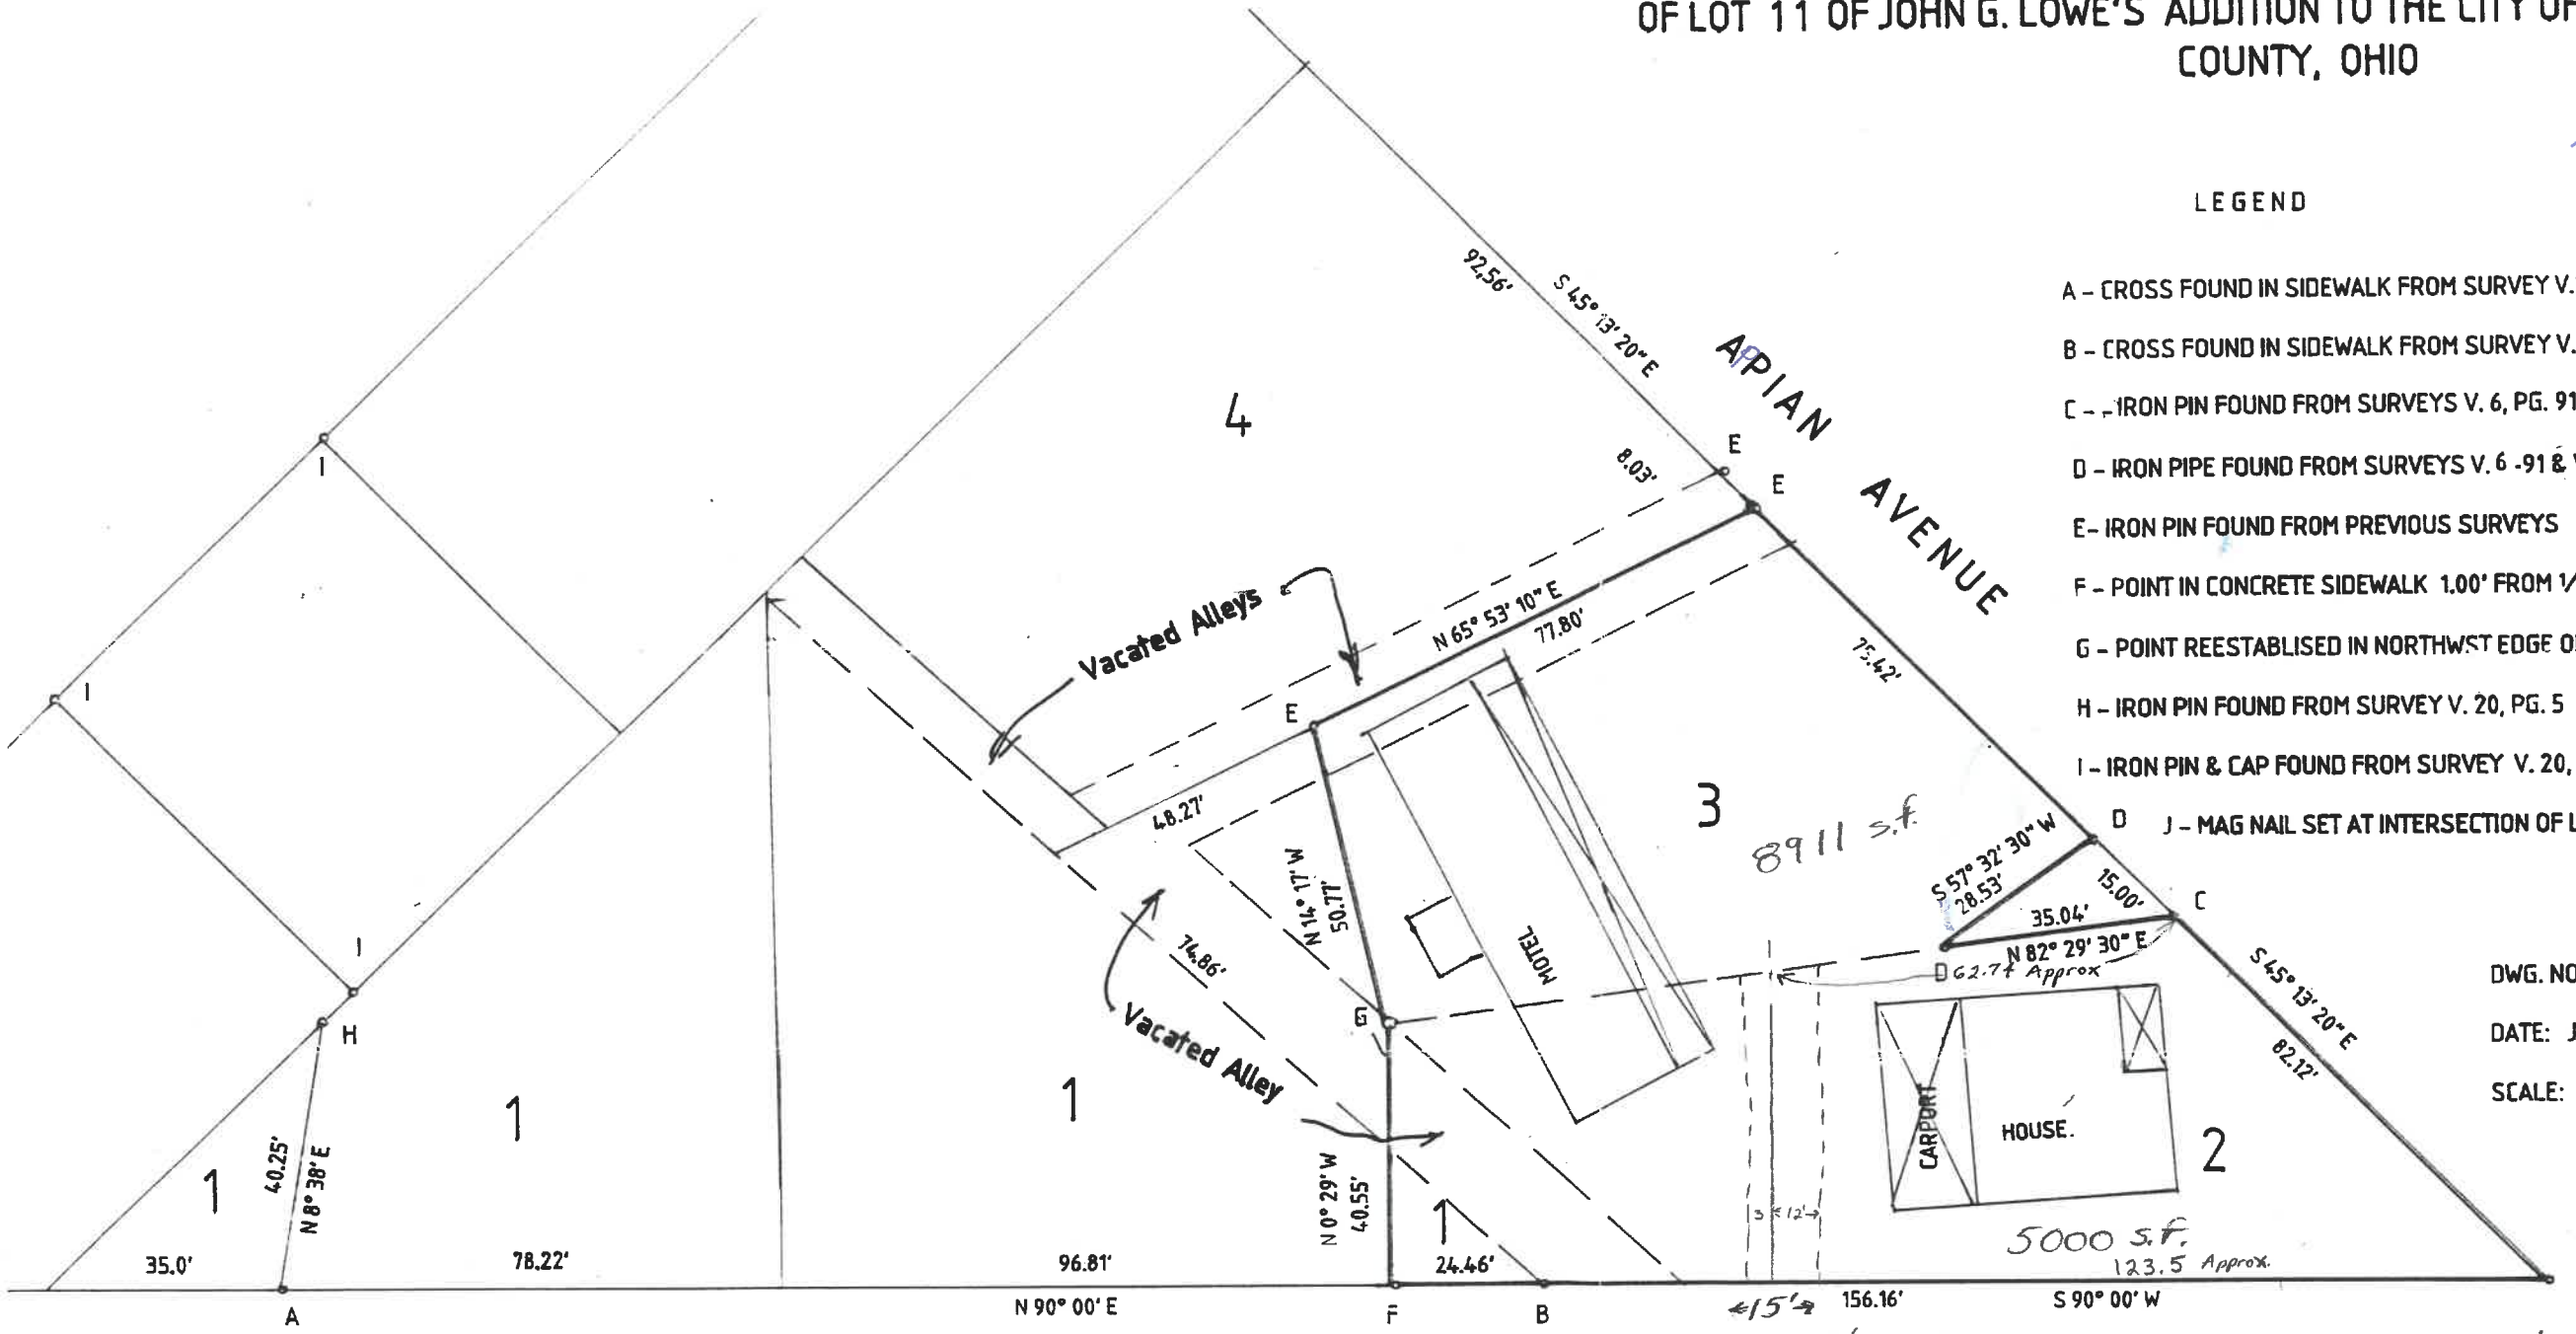 OF LOT 11 OF JOHN G. LOWE'S ADDITION TO THE CITY OF
COUNTY, OHIO
LEGEND
A – CROSS FOUND IN SIDEWALK FROM SURVEY V.
B – CROSS FOUND IN SIDEWALK FROM SURVEY V.
C – IRON PIN FOUND FROM SURVEYS V. 6, PG. 91
D – IRON PIPE FOUND FROM SURVEYS V. 6 -91 &
E– IRON PIN FOUND FROM PREVIOUS SURVEYS
F – POINT IN CONCRETE SIDEWALK 1.00' FROM 1/
G – POINT REESTABLISED IN NORTHWST EDGE
H – IRON PIN FOUND FROM SURVEY V. 20, PG. 5
I – IRON PIN & CAP FOUND FROM SURVEY V. 20,
J – MAG NAIL SET AT INTERSECTION OF
DWG. NO
DATE: J
SCALE:
APPIAN AVENUE
92.56'
S 45° 13' 20" E
4
E
8.03'
E
I
Vacated Alleys
N 65° 53' 10" E
77.80'
75.42'
E
I
48.27'
3
8911 s.f.
D
S 57° 32' 30" W
28.53'
15.00'
C
35.04'
N 82° 29' 30" E
D
62.7± Approx
N 14° 17' W
50.77'
MOTEL
74.86'
S 45° 13' 20" E
82.12'
I
H
G
Vacated Alley
CARPORT
HOUSE.
2
1
1
1
1
40.25'
N 8° 38' E
N 0° 29' W
40.55'
3
12'
5000 s.f.
123.5 Approx.
35.0'
78.22'
96.81'
24.46'
A
N 90° 00' E
F
B
15'
156.16'
S 90° 00' W